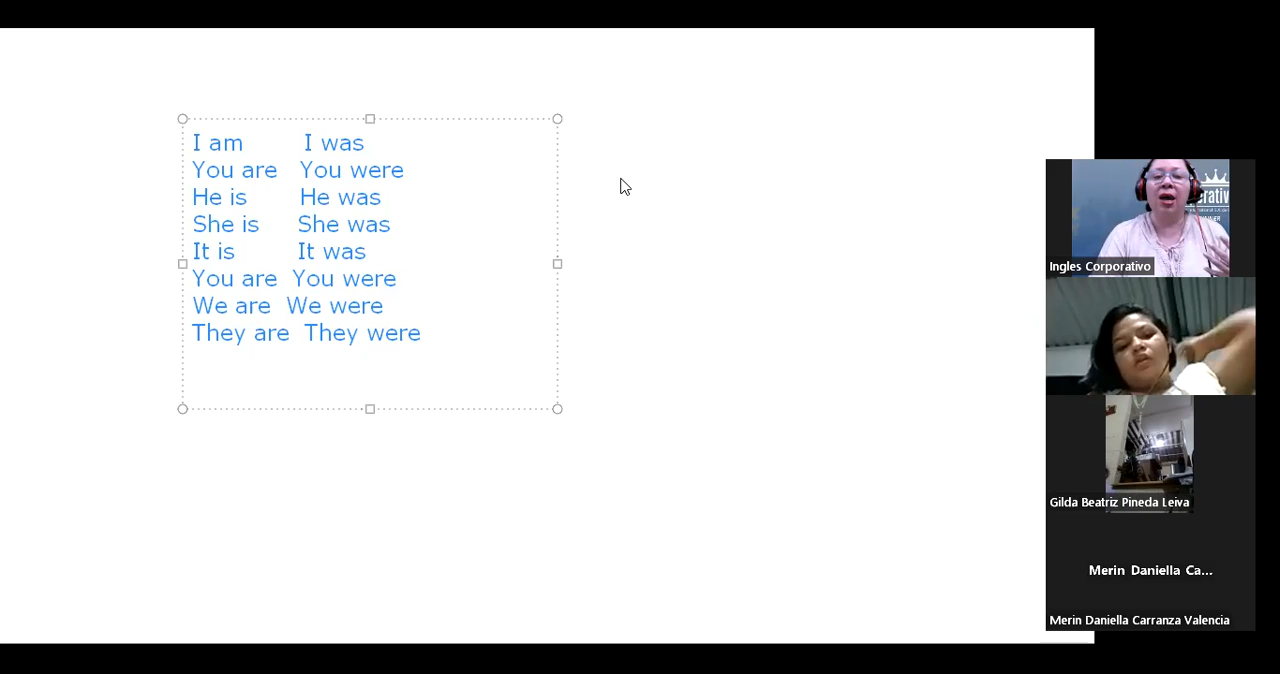 I am I was
You are You were
He is He was
She is She was
It is It was
You are You were
We are We were
They are They were
Ingles Corporativo
Gilda Beatriz Pineda Leiva
Merin Daniella Ca...
Merin Daniella Carranza Valencia